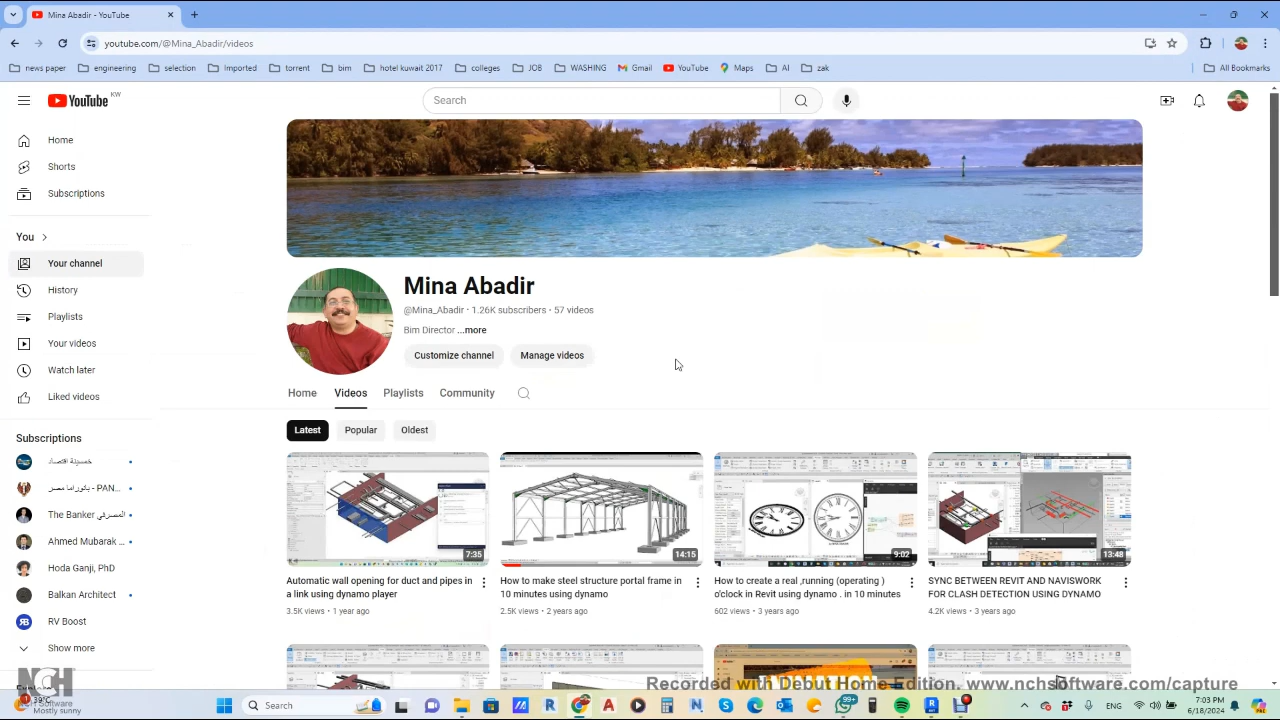 Mina Abadir - YouTube
youtube.com/@Mina_Abadir/videos
news paper
engineering
selection
Imported
torrent
bim
hotel kuwait 2017
colleges
JOB
WASHING
Gmail
YouTube
Maps
AI
zak
All Bookmarks
YouTube KW
Search
Home
Shorts
Subscriptions
You
Your channel
History
Playlists
Your videos
Watch later
Liked videos
Subscriptions
The Banker المصرفي
Ahmed Mubarak ...
Hoda Ganji, PhD
Balkan Architect
RV Boost
Show more
Mina Abadir
@Mina_Abadir · 1.26K subscribers · 57 videos
Bim Director ...more
Customize channel
Manage videos
Home
Videos
Playlists
Community
Latest
Popular
Oldest
7:35
14:15
9:02
13:48
Automatic wall opening for duct and pipes in
a link using dynamo player
3.5K views · 1 year ago
How to make steel structure portal frame in
10 minutes using dynamo
2.5K views · 2 years ago
How to create a real ,running (operating )
o'clock in Revit using dynamo . in 10 minutes
602 views · 3 years ago
SYNC BETWEEN REVIT AND NAVISWORK
FOR CLASH DETECTION USING DYNAMO
4.2K views · 3 years ago
Recorded with Debut Home Edition. www.nchsoftware.com/capture
NCH Software
Mostly sunny
Search
99+
ENG
7:03 PM
6/18/2024